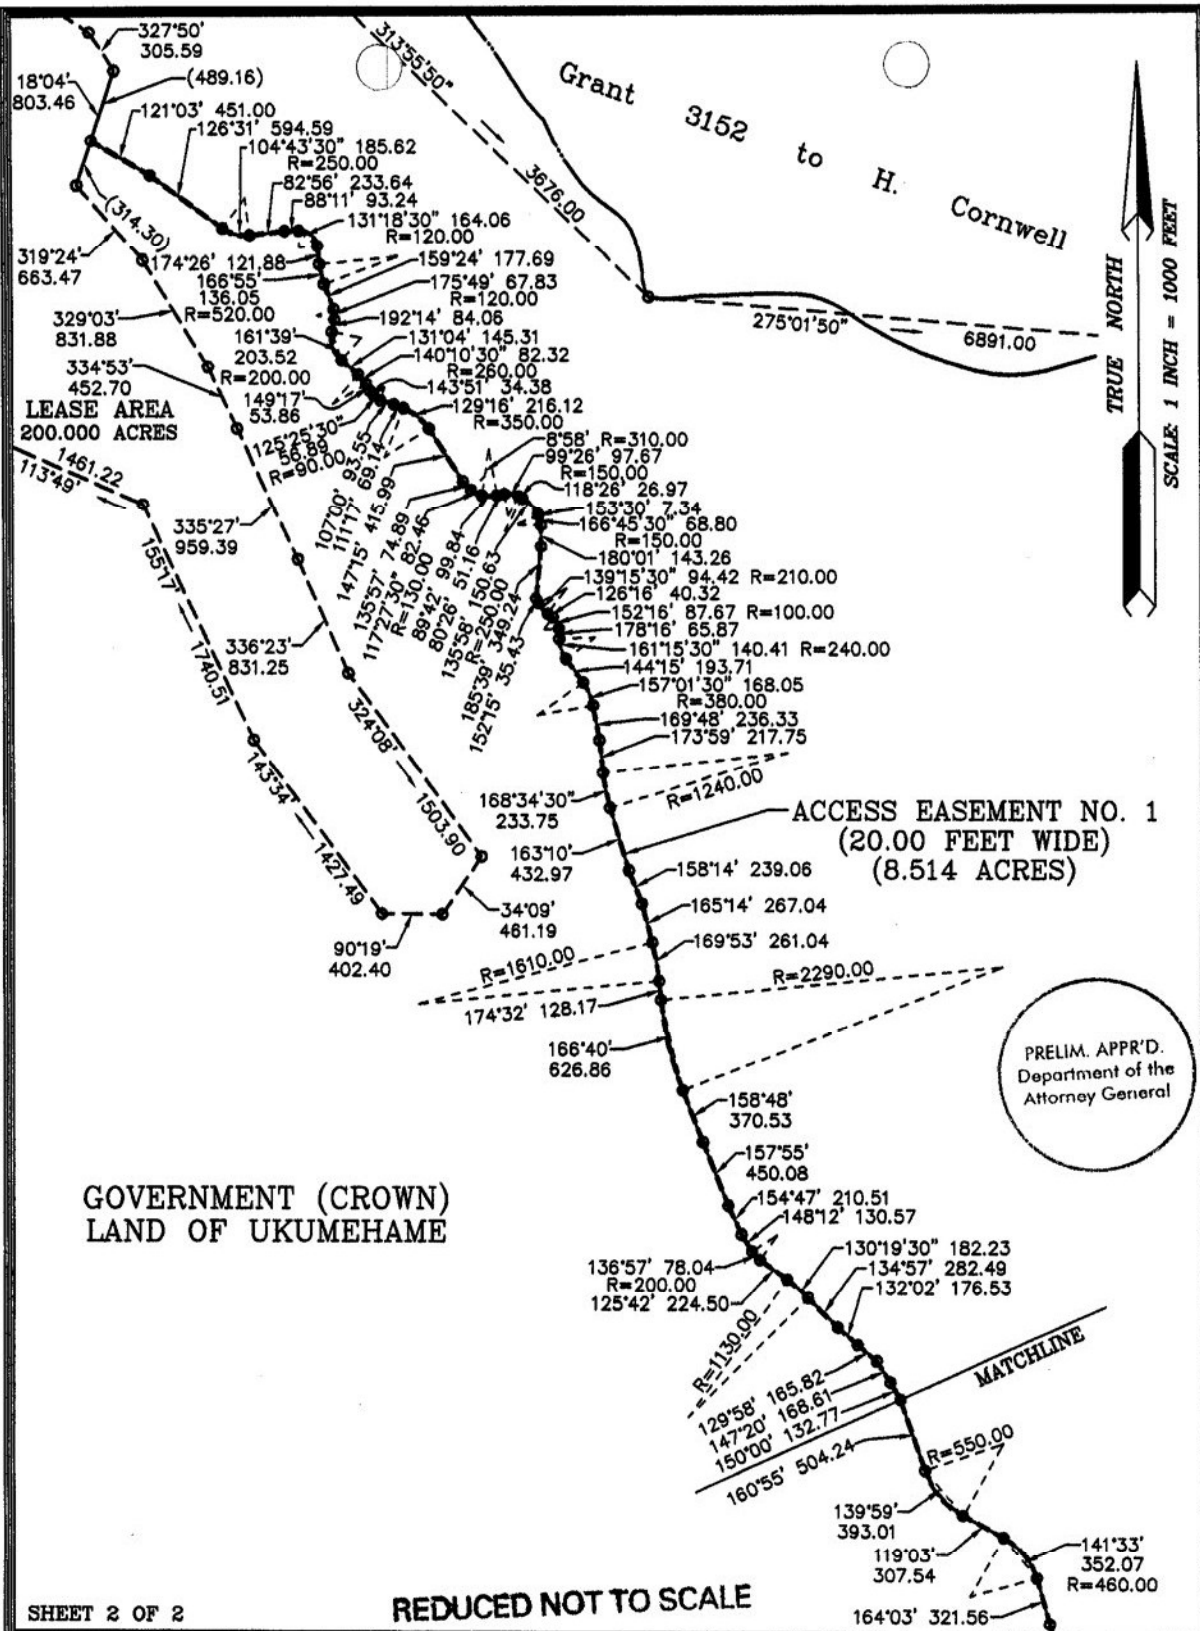 327°50'
305.59
18°04'
803.46
(489.16)
121°03' 451.00
126°31' 594.59
104°43'30" 185.62
R=250.00
82°56' 233.64
88°11' 93.24
131°18'30" 164.06
R=120.00
(314.30)
319°24'
663.47
174°26' 121.88
159°24' 177.69
166°55'
136.05
R=520.00
175°49' 67.83
R=120.00
192°14' 84.06
329°03'
831.88
161°39'
203.52
R=200.00
131°04' 145.31
140°10'30" 82.32
R=260.00
334°53'
452.70
149°17'
53.86
143°51' 34.38
129°16' 216.12
R=350.00
LEASE AREA
200.000 ACRES
125°25'30"
56.89
R=90.00
107°00' 93.55
111°17' 69.14
147°15' 415.99
135°57' 74.89
117°27'30" 82.46
R=130.00
89°42' 99.84
80°26' 51.16
135°58' 150.63
R=250.00
185°39' 349.24
152°15' 35.43
8°58' R=310.00
99°26' 97.67
R=150.00
118°26' 26.97
153°30' 7.34
166°45'30" 68.80
R=150.00
180°01' 143.26
139°15'30" 94.42 R=210.00
126°16' 40.32
152°16' 87.67 R=100.00
178°16' 65.87
161°15'30" 140.41 R=240.00
144°15' 193.71
157°01'30" 168.05
R=380.00
169°48' 236.33
173°59' 217.75
313°55'50"
3676.00
Grant 3152 to H. Cornwell
275°01'50"
6891.00
TRUE NORTH
SCALE: 1 INCH = 1000 FEET
1461.22
113°49'
335°27'
959.39
155°17'
1740.51
336°23'
831.25
324°08'
1503.90
143°34'
1427.49
90°19'
402.40
34°09'
461.19
168°34'30"
233.75
R=1240.00
163°10'
432.97
ACCESS EASEMENT NO. 1
(20.00 FEET WIDE)
(8.514 ACRES)
158°14' 239.06
165°14' 267.04
169°53' 261.04
R=1610.00
R=2290.00
174°32' 128.17
166°40'
626.86
PRELIM. APPR'D.
Department of the
Attorney General
158°48'
370.53
157°55'
450.08
GOVERNMENT (CROWN)
LAND OF UKUMEHAME
154°47' 210.51
148°12' 130.57
136°57' 78.04
R=200.00
125°42' 224.50
130°19'30" 182.23
134°57' 282.49
132°02' 176.53
R=1130.00
129°58' 165.82
147°20' 168.61
150°00' 132.77
MATCHLINE
160°55' 504.24
R=550.00
139°59'
393.01
119°03'
307.54
141°33'
352.07
R=460.00
164°03' 321.56
SHEET 2 OF 2
REDUCED NOT TO SCALE